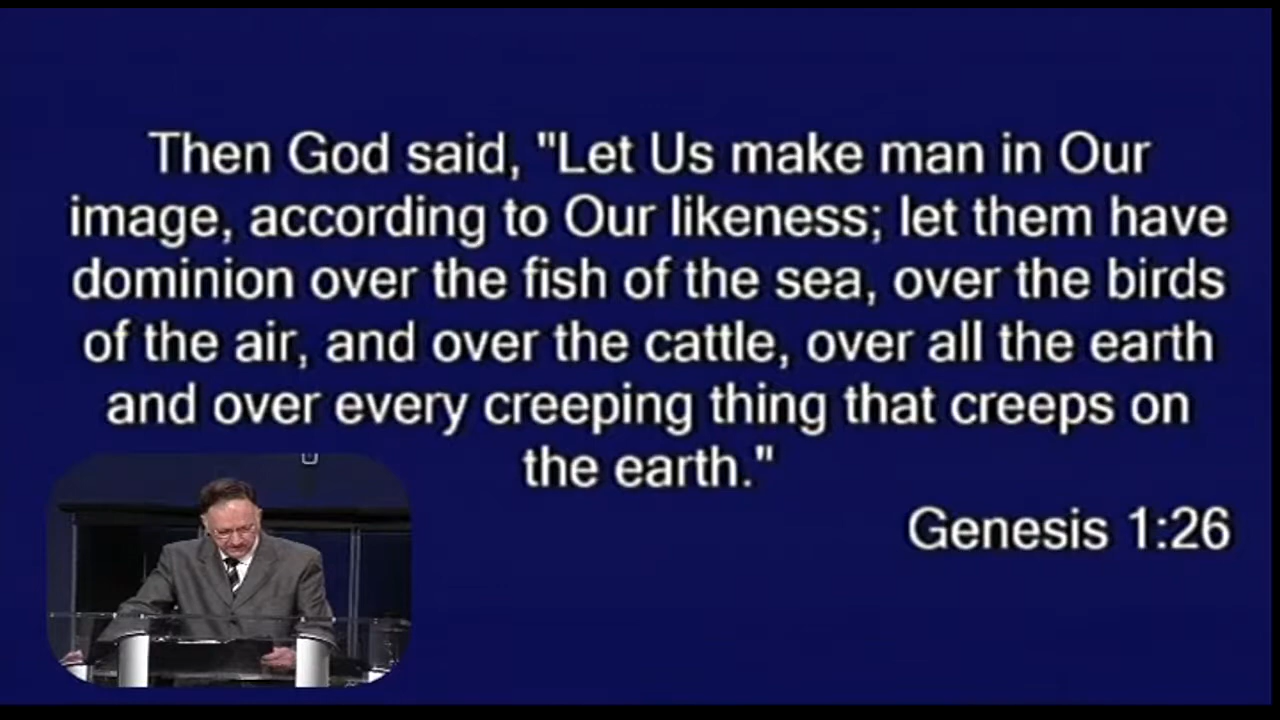 Then God said, "Let Us make man in Our
image, according to Our likeness; let them have
dominion over the fish of the sea, over the birds
of the air, and over the cattle, over all the earth
and over every creeping thing that creeps on
the earth."
Genesis 1:26